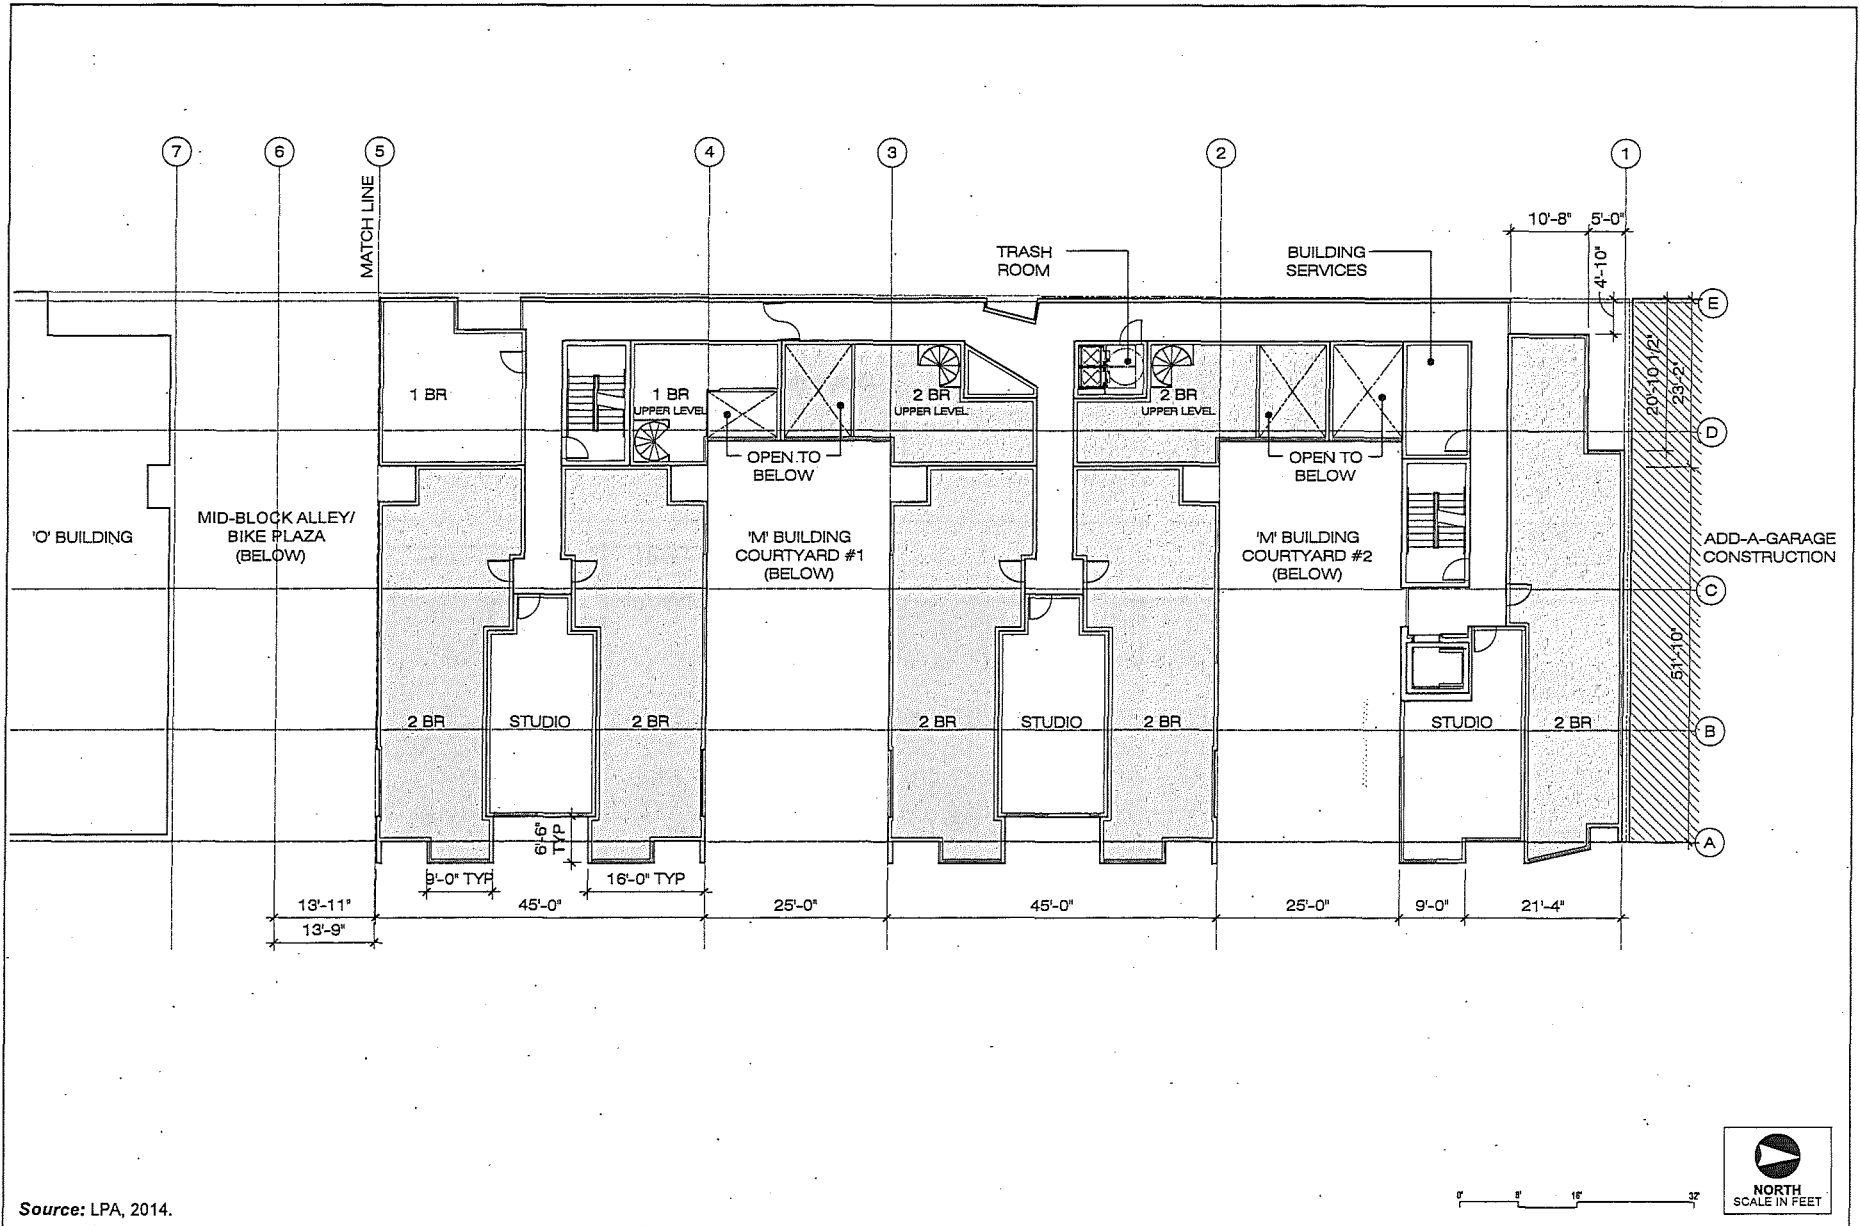 7
6
5
4
3
2
1
MATCH LINE
10'-8"
5'-0"
4'-10"
TRASH
ROOM
BUILDING
SERVICES
E
20'-10 1/2"
23'-2"
1 BR
1 BR
UPPER LEVEL
2 BR
UPPER LEVEL
2 BR
UPPER LEVEL
D
OPEN TO
BELOW
OPEN TO
BELOW
'O' BUILDING
MID-BLOCK ALLEY/
BIKE PLAZA
(BELOW)
'M' BUILDING
COURTYARD #1
(BELOW)
'M' BUILDING
COURTYARD #2
(BELOW)
ADD-A-GARAGE
CONSTRUCTION
C
51'-10"
2 BR
STUDIO
2 BR
2 BR
STUDIO
2 BR
STUDIO
2 BR
B
6'-6"
TYP
A
9'-0" TYP
16'-0" TYP
13'-11"
45'-0"
25'-0"
45'-0"
25'-0"
9'-0"
21'-4"
13'-9"
NORTH
SCALE IN FEET
0'
8'
16'
32'
Source: LPA, 2014.